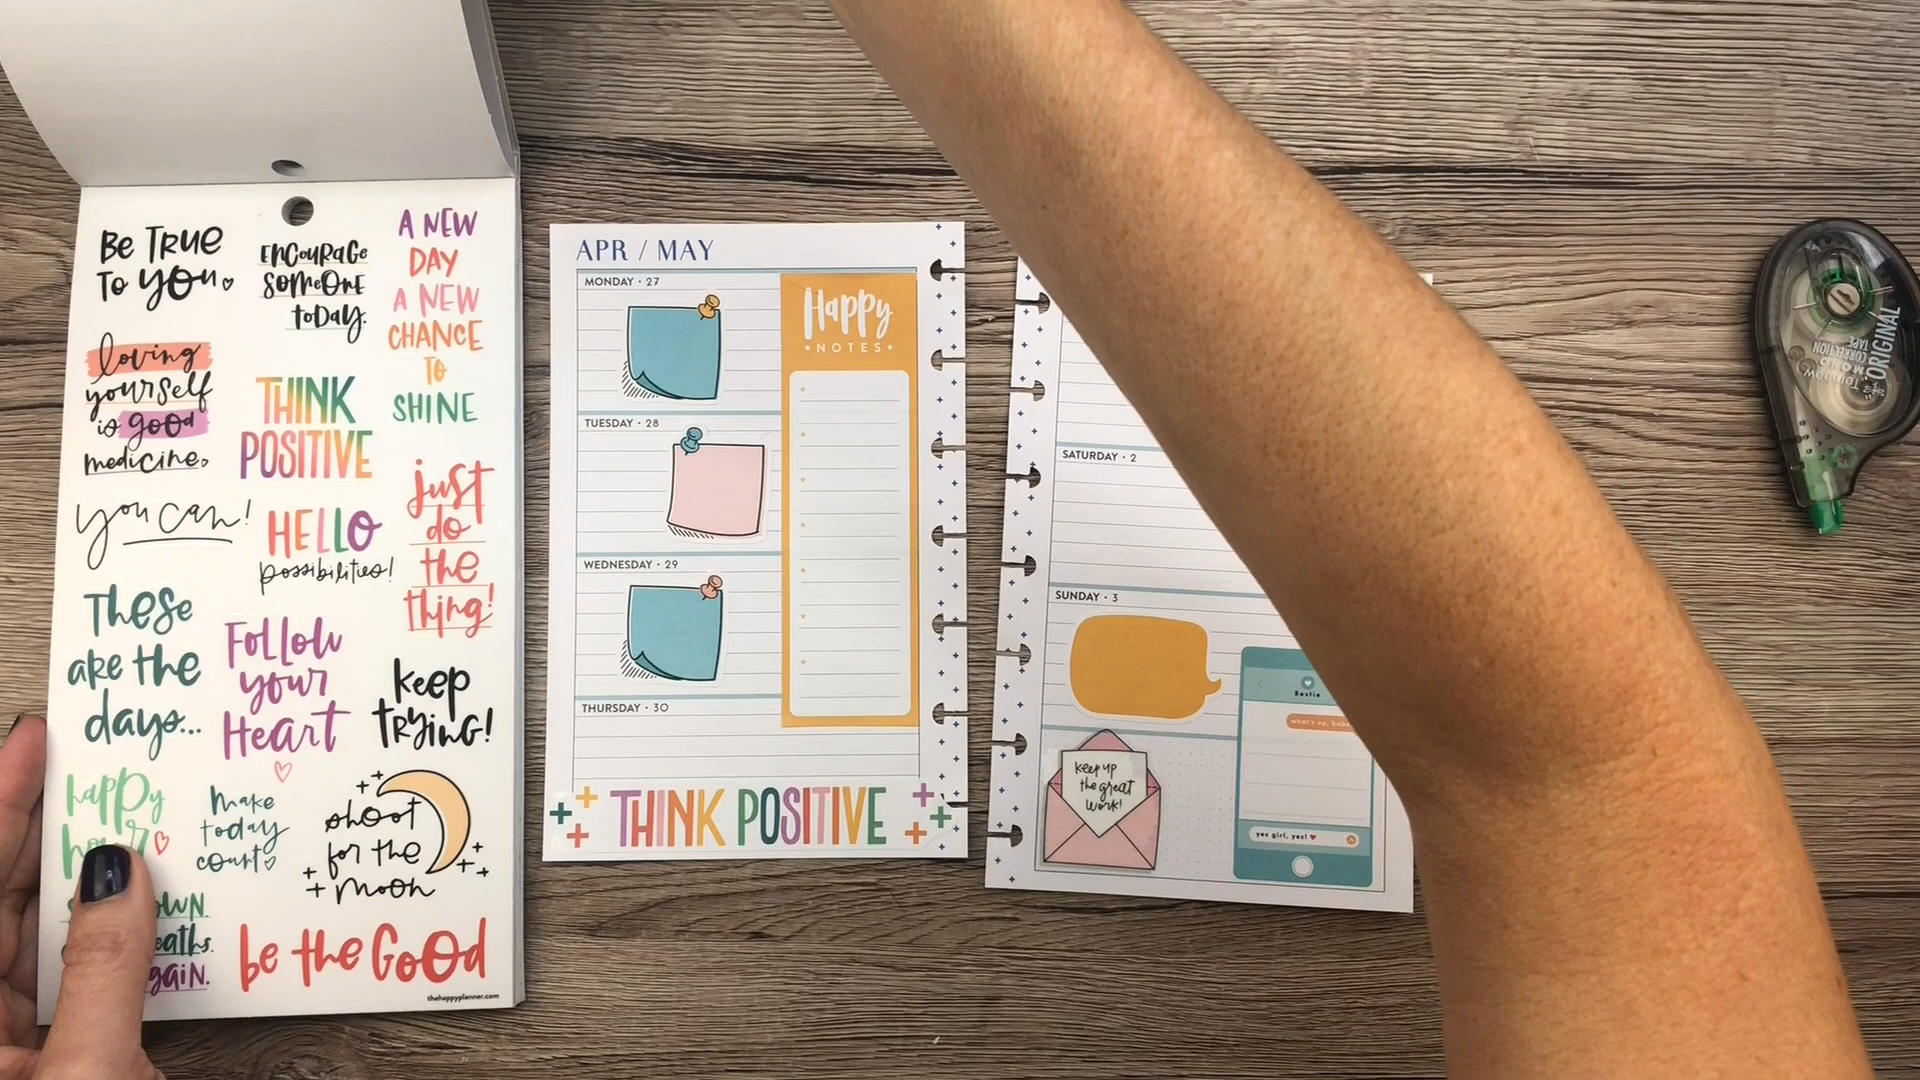 Be True
To you
Encourage
someone
today.
A NEW
DAY
A NEW
CHANCE
TO
SHINE
loving
yourself
is good
medicine.
THINK
POSITIVE
you can!
HELLO
possibilities!
just
do
the
thing!
These
are the
days...
Follow
your
Heart
keep
trying!
happy
make
today
count
shoot
for the
moon
be the Good
thehappyplanner.com
APR / MAY
MONDAY · 27
TUESDAY · 28
WEDNESDAY · 29
THURSDAY · 30
Happy
NOTES
THINK POSITIVE
SATURDAY · 2
SUNDAY · 3
keep up
the great
work!
Bestie
what's up, babe
yes girl, yes!
ORIGINAL
CORRECTION
TAPE
MONO
Tombow